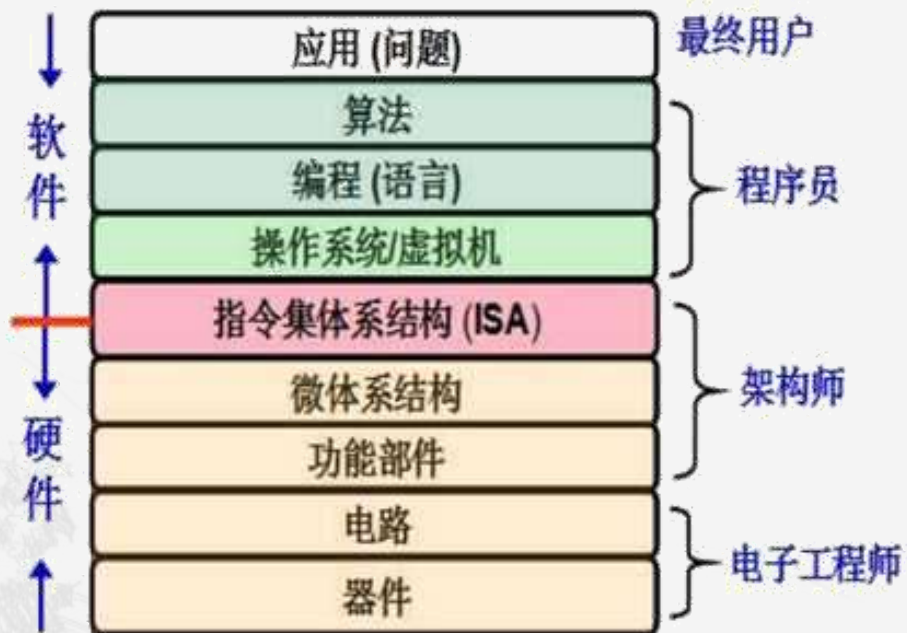 应用 (问题)
算法
编程 (语言)
操作系统/虚拟机
指令集体系结构 (ISA)
微体系结构
功能部件
电路
器件
软件
硬件
最终用户
程序员
架构师
电子工程师